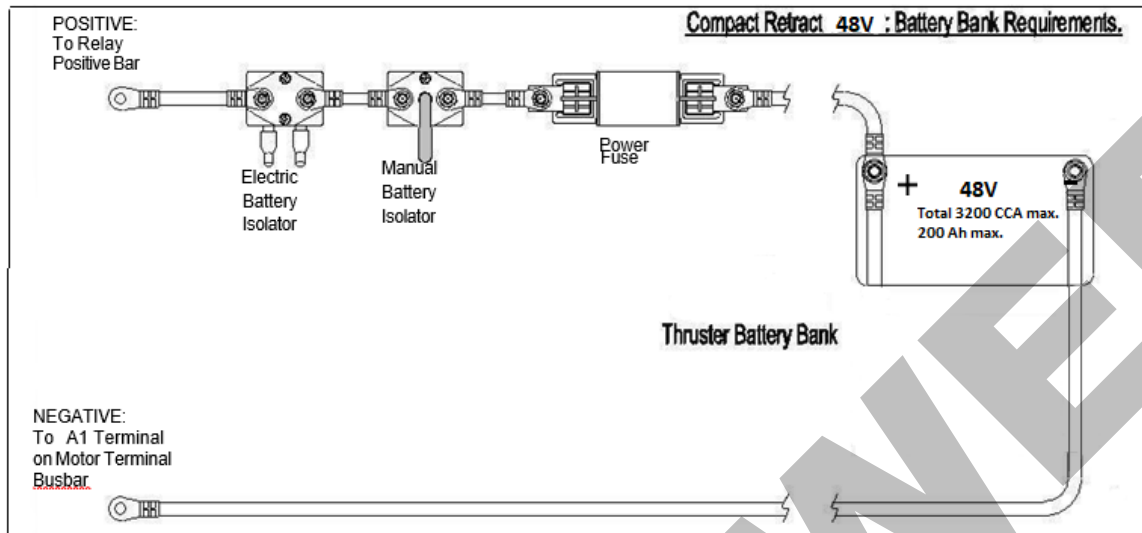 POSITIVE:
To Relay
Positive Bar
Compact Retract 48V : Battery Bank Requirements.
Electric
Battery
Isolator
Manual
Battery
Isolator
Power
Fuse
+ 48V
Total 3200 CCA max.
200 Ah max.
Thruster Battery Bank
NEGATIVE:
To A1 Terminal
on Motor Terminal
Busbar